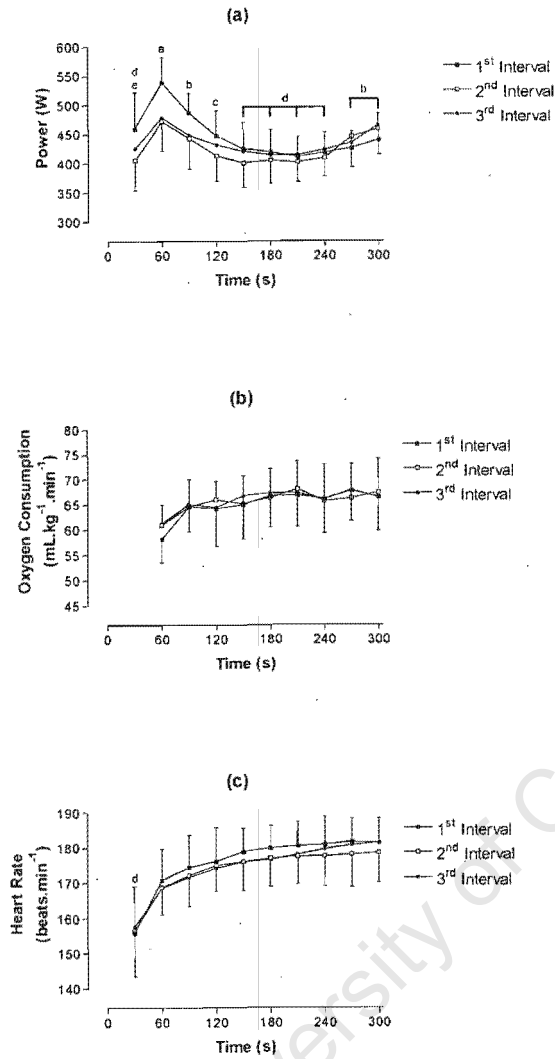 (a)
600
550
500
450
400
350
300
Power (W)
d
e
a
b
c
d
b
1st Interval
2nd Interval
3rd Interval
0 60 120 180 240 300
Time (s)
(b)
80
75
70
65
60
55
50
45
Oxygen Consumption
(mL.kg-1.min-1)
1st Interval
2nd Interval
3rd Interval
0 60 120 180 240 300
Time (s)
(c)
190
180
170
160
150
140
Heart Rate
(beats.min-1)
d
1st Interval
2nd Interval
3rd Interval
0 60 120 180 240 300
Time (s)
ersity of C